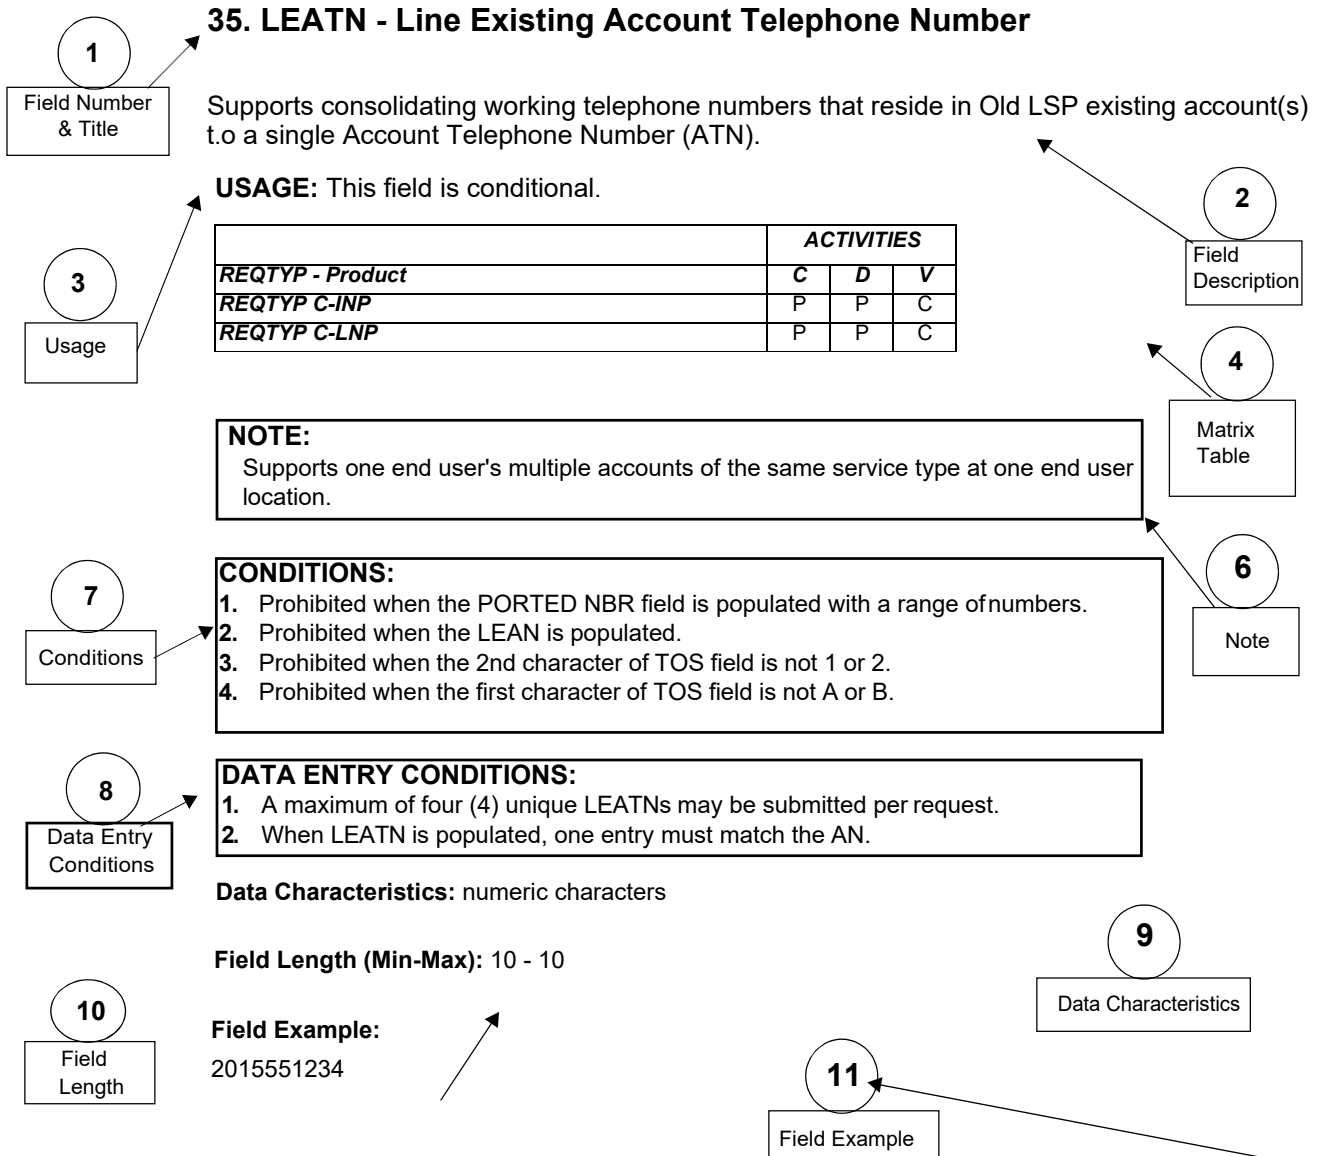 35. LEATN - Line Existing Account Telephone Number
1
Field Number
& Title
Supports consolidating working telephone numbers that reside in Old LSP existing account(s)
t.o a single Account Telephone Number (ATN).
USAGE: This field is conditional.
2
Field
Description
3
Usage
ACTIVITIES
REQTYP - Product C D V
REQTYP C-INP P P C
REQTYP C-LNP P P C
4
Matrix
Table
NOTE:
Supports one end user's multiple accounts of the same service type at one end user
location.
6
Note
7
Conditions
CONDITIONS:
1. Prohibited when the PORTED NBR field is populated with a range ofnumbers.
2. Prohibited when the LEAN is populated.
3. Prohibited when the 2nd character of TOS field is not 1 or 2.
4. Prohibited when the first character of TOS field is not A or B.
8
Data Entry
Conditions
DATA ENTRY CONDITIONS:
1. A maximum of four (4) unique LEATNs may be submitted per request.
2. When LEATN is populated, one entry must match the AN.
Data Characteristics: numeric characters
9
Data Characteristics
Field Length (Min-Max): 10 - 10
10
Field
Length
Field Example:
2015551234
11
Field Example